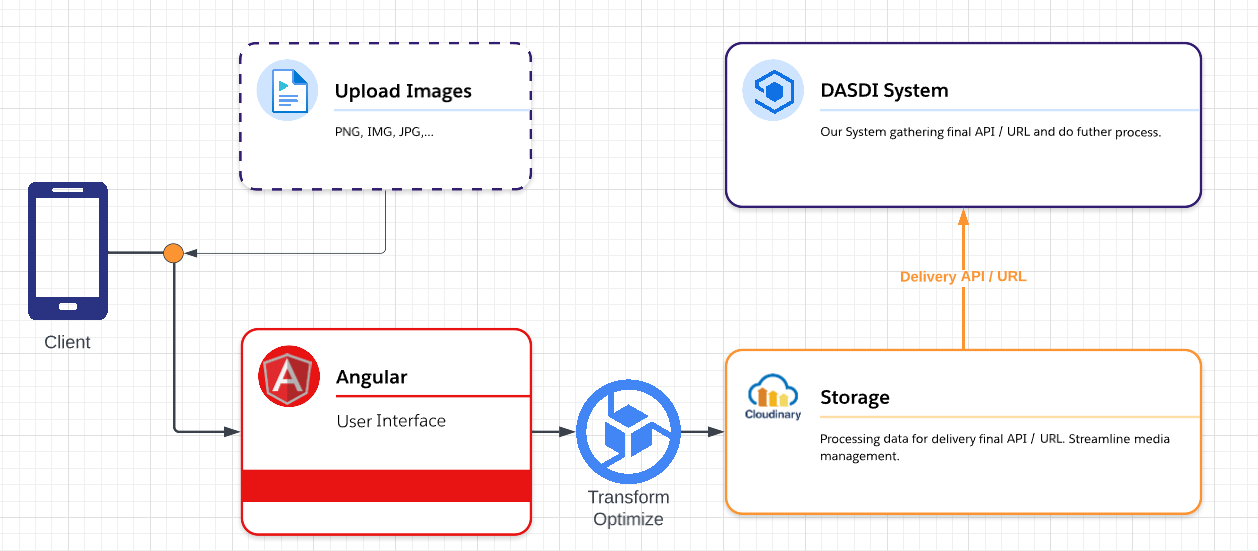 Upload Images
PNG, IMG, JPG,...
DASDI System
Our System gathering final API / URL and do futher process.
Client
Delivery API / URL
A
Angular
User Interface
Transform
Optimize
Cloudinary
Storage
Processing data for delivery final API / URL. Streamline media
management.